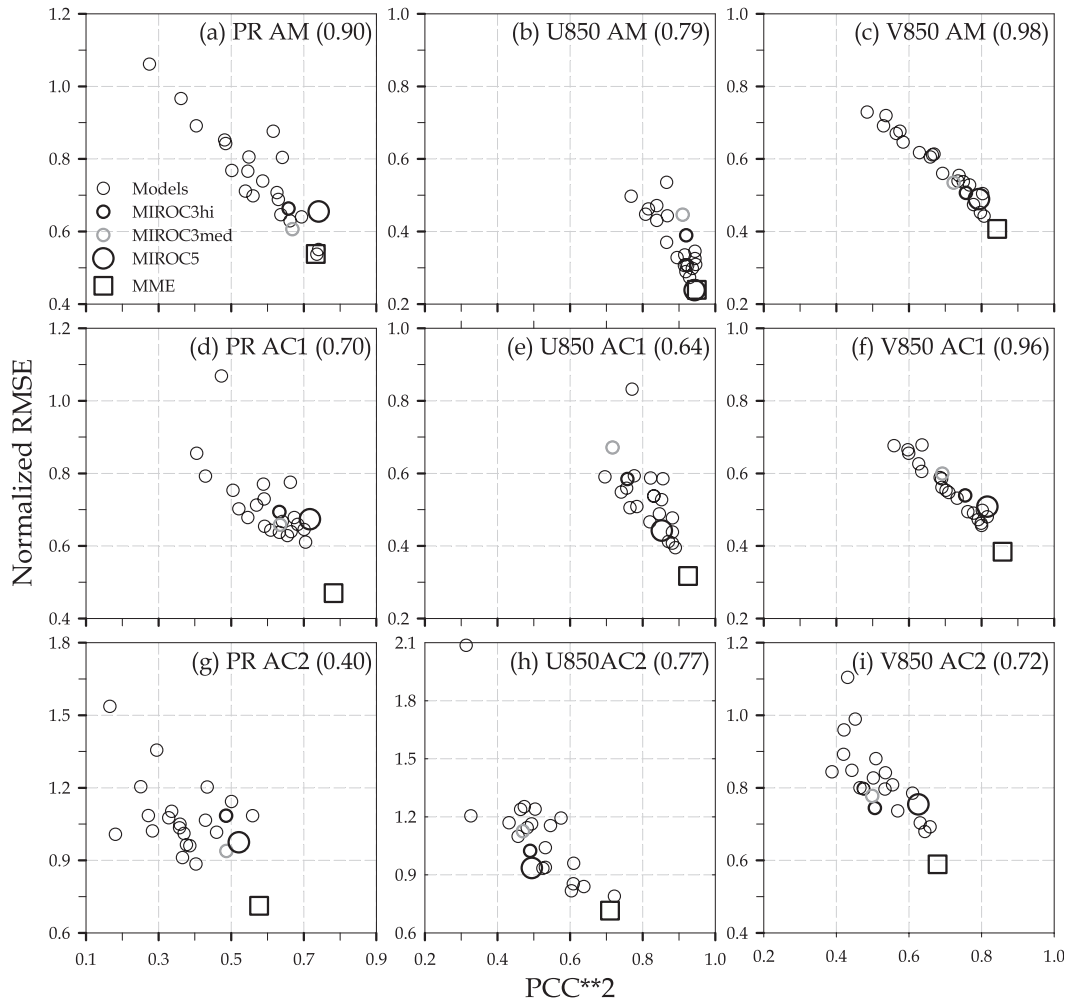 (a) PR AM (0.90)
(b) U850 AM (0.79)
(c) V850 AM (0.98)
1.2
1.0
0.8
0.6
0.4
1.0
0.8
0.6
0.4
0.2
1.0
0.8
0.6
0.4
0.2
Models
MIROC3hi
MIROC3med
MIROC5
MME
(d) PR AC1 (0.70)
(e) U850 AC1 (0.64)
(f) V850 AC1 (0.96)
1.2
1.0
0.8
0.6
0.4
1.0
0.8
0.6
0.4
0.2
1.0
0.8
0.6
0.4
0.2
Normalized RMSE
(g) PR AC2 (0.40)
(h) U850AC2 (0.77)
(i) V850 AC2 (0.72)
1.8
1.5
1.2
0.9
0.6
2.1
1.8
1.5
1.2
0.9
0.6
1.2
1.0
0.8
0.6
0.4
0.1 0.3 0.5 0.7 0.9
0.2 0.4 0.6 0.8 1.0
0.2 0.4 0.6 0.8 1.0
PCC**2